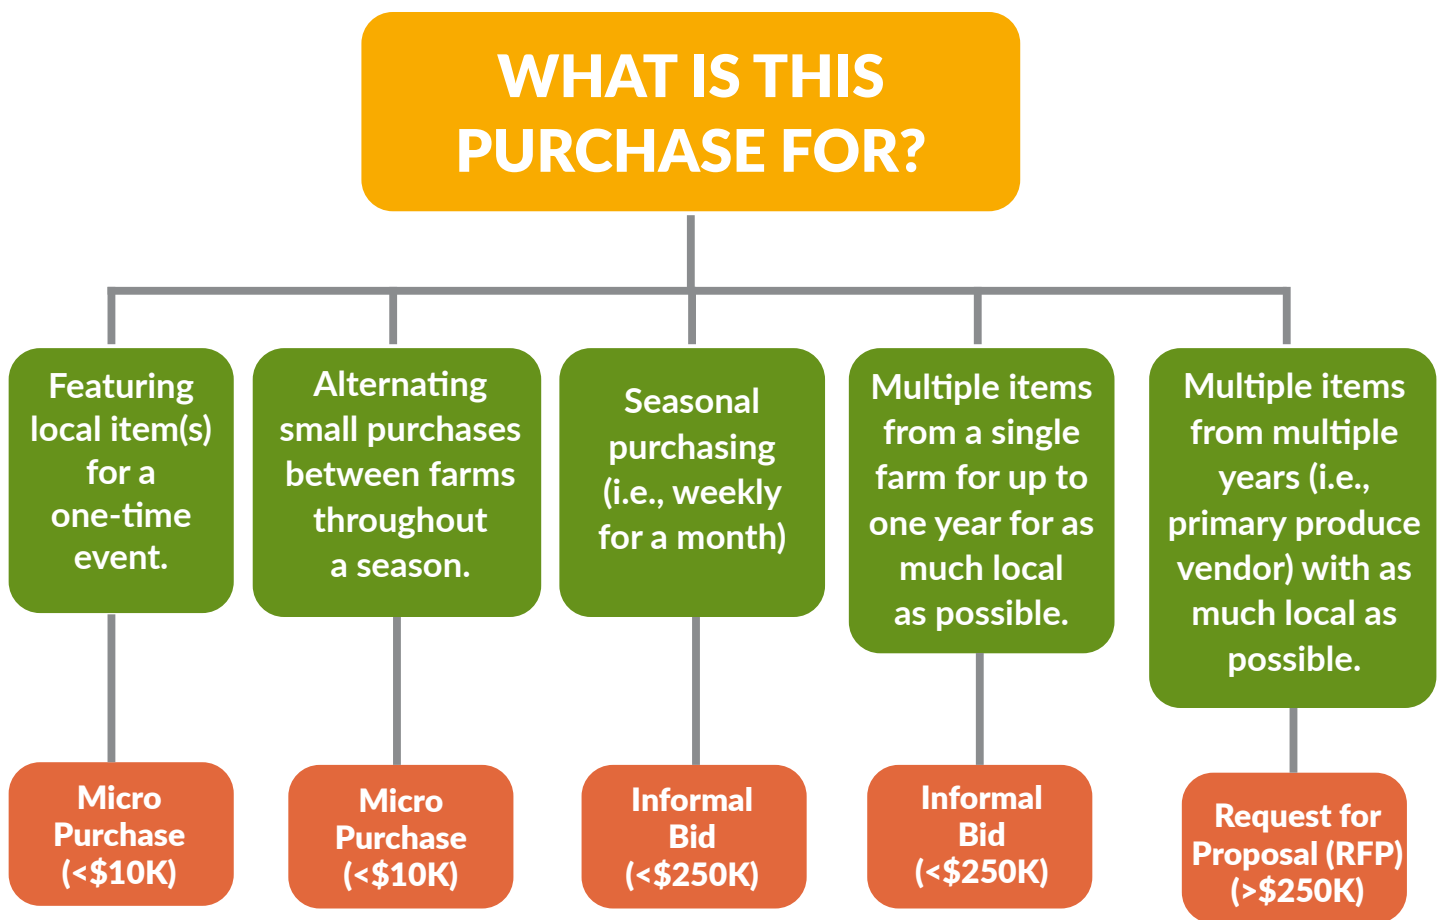 WHAT IS THIS
PURCHASE FOR?
Featuring
local item(s)
for a
one-time
event.
Alternating
small purchases
between farms
throughout
a season.
Seasonal
purchasing
(i.e., weekly
for a month)
Multiple items
from a single
farm for up to
one year for as
much local
as possible.
Multiple items
from multiple
years (i.e.,
primary produce
vendor) with as
much local as
possible.
Micro
Purchase
(<$10K)
Micro
Purchase
(<$10K)
Informal
Bid
(<$250K)
Informal
Bid
(<$250K)
Request for
Proposal (RFP)
(>$250K)